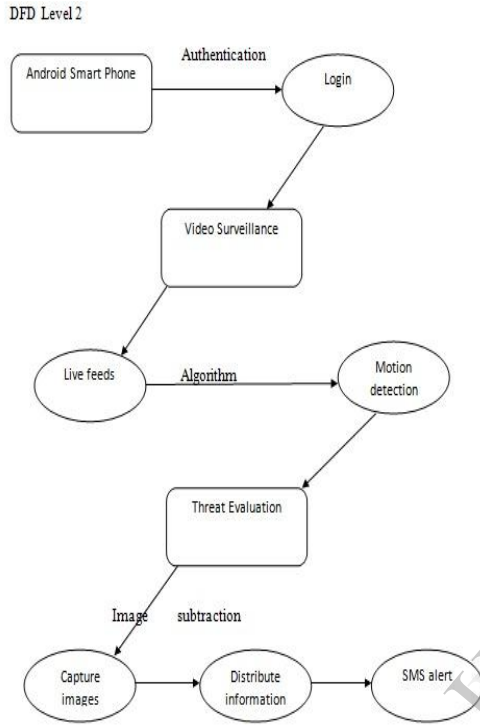 DFD Level 2
Authentication
Android Smart Phone
Login
Video Surveillance
Live feeds
Algorithm
Motion
detection
Threat Evaluation
Image subtraction
Capture
images
Distribute
information
SMS alert